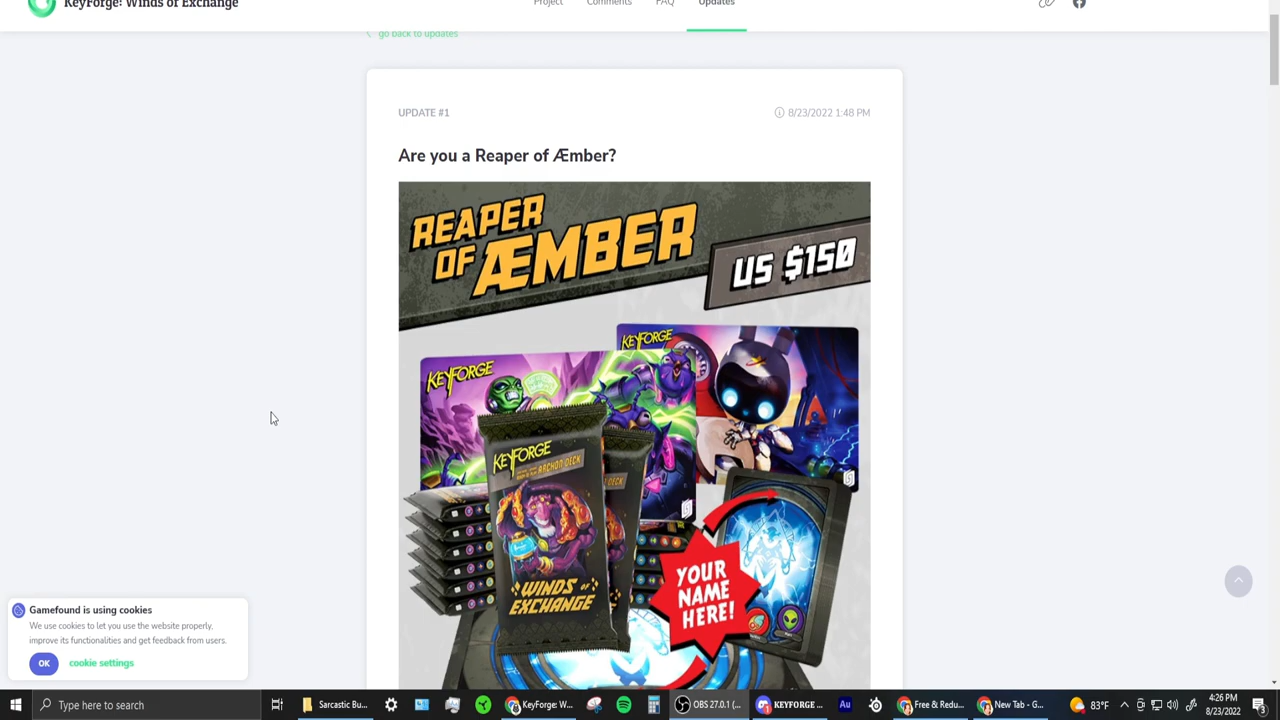 KeyForge: Winds of Exchange
Project
Comments
FAQ
Updates
go back to updates
UPDATE #1
8/23/2022 1:48 PM
Are you a Reaper of Æmber?
REAPER
OF ÆMBER
US $150
KEYFORGE
KEYFORGE
KEYFORGE
ARCHON DECK
WINDS OF
EXCHANGE
YOUR
NAME
HERE!
Gamefound is using cookies
We use cookies to let you use the website properly,
improve its functionalities and get feedback from users.
OK
cookie settings
Type here to search
Sarcastic Bu...
KeyForge: W...
OBS 27.0.1 (...
KEYFORGE ...
Au
Free & Redu...
New Tab - G...
83°F
4:26 PM
8/23/2022
3